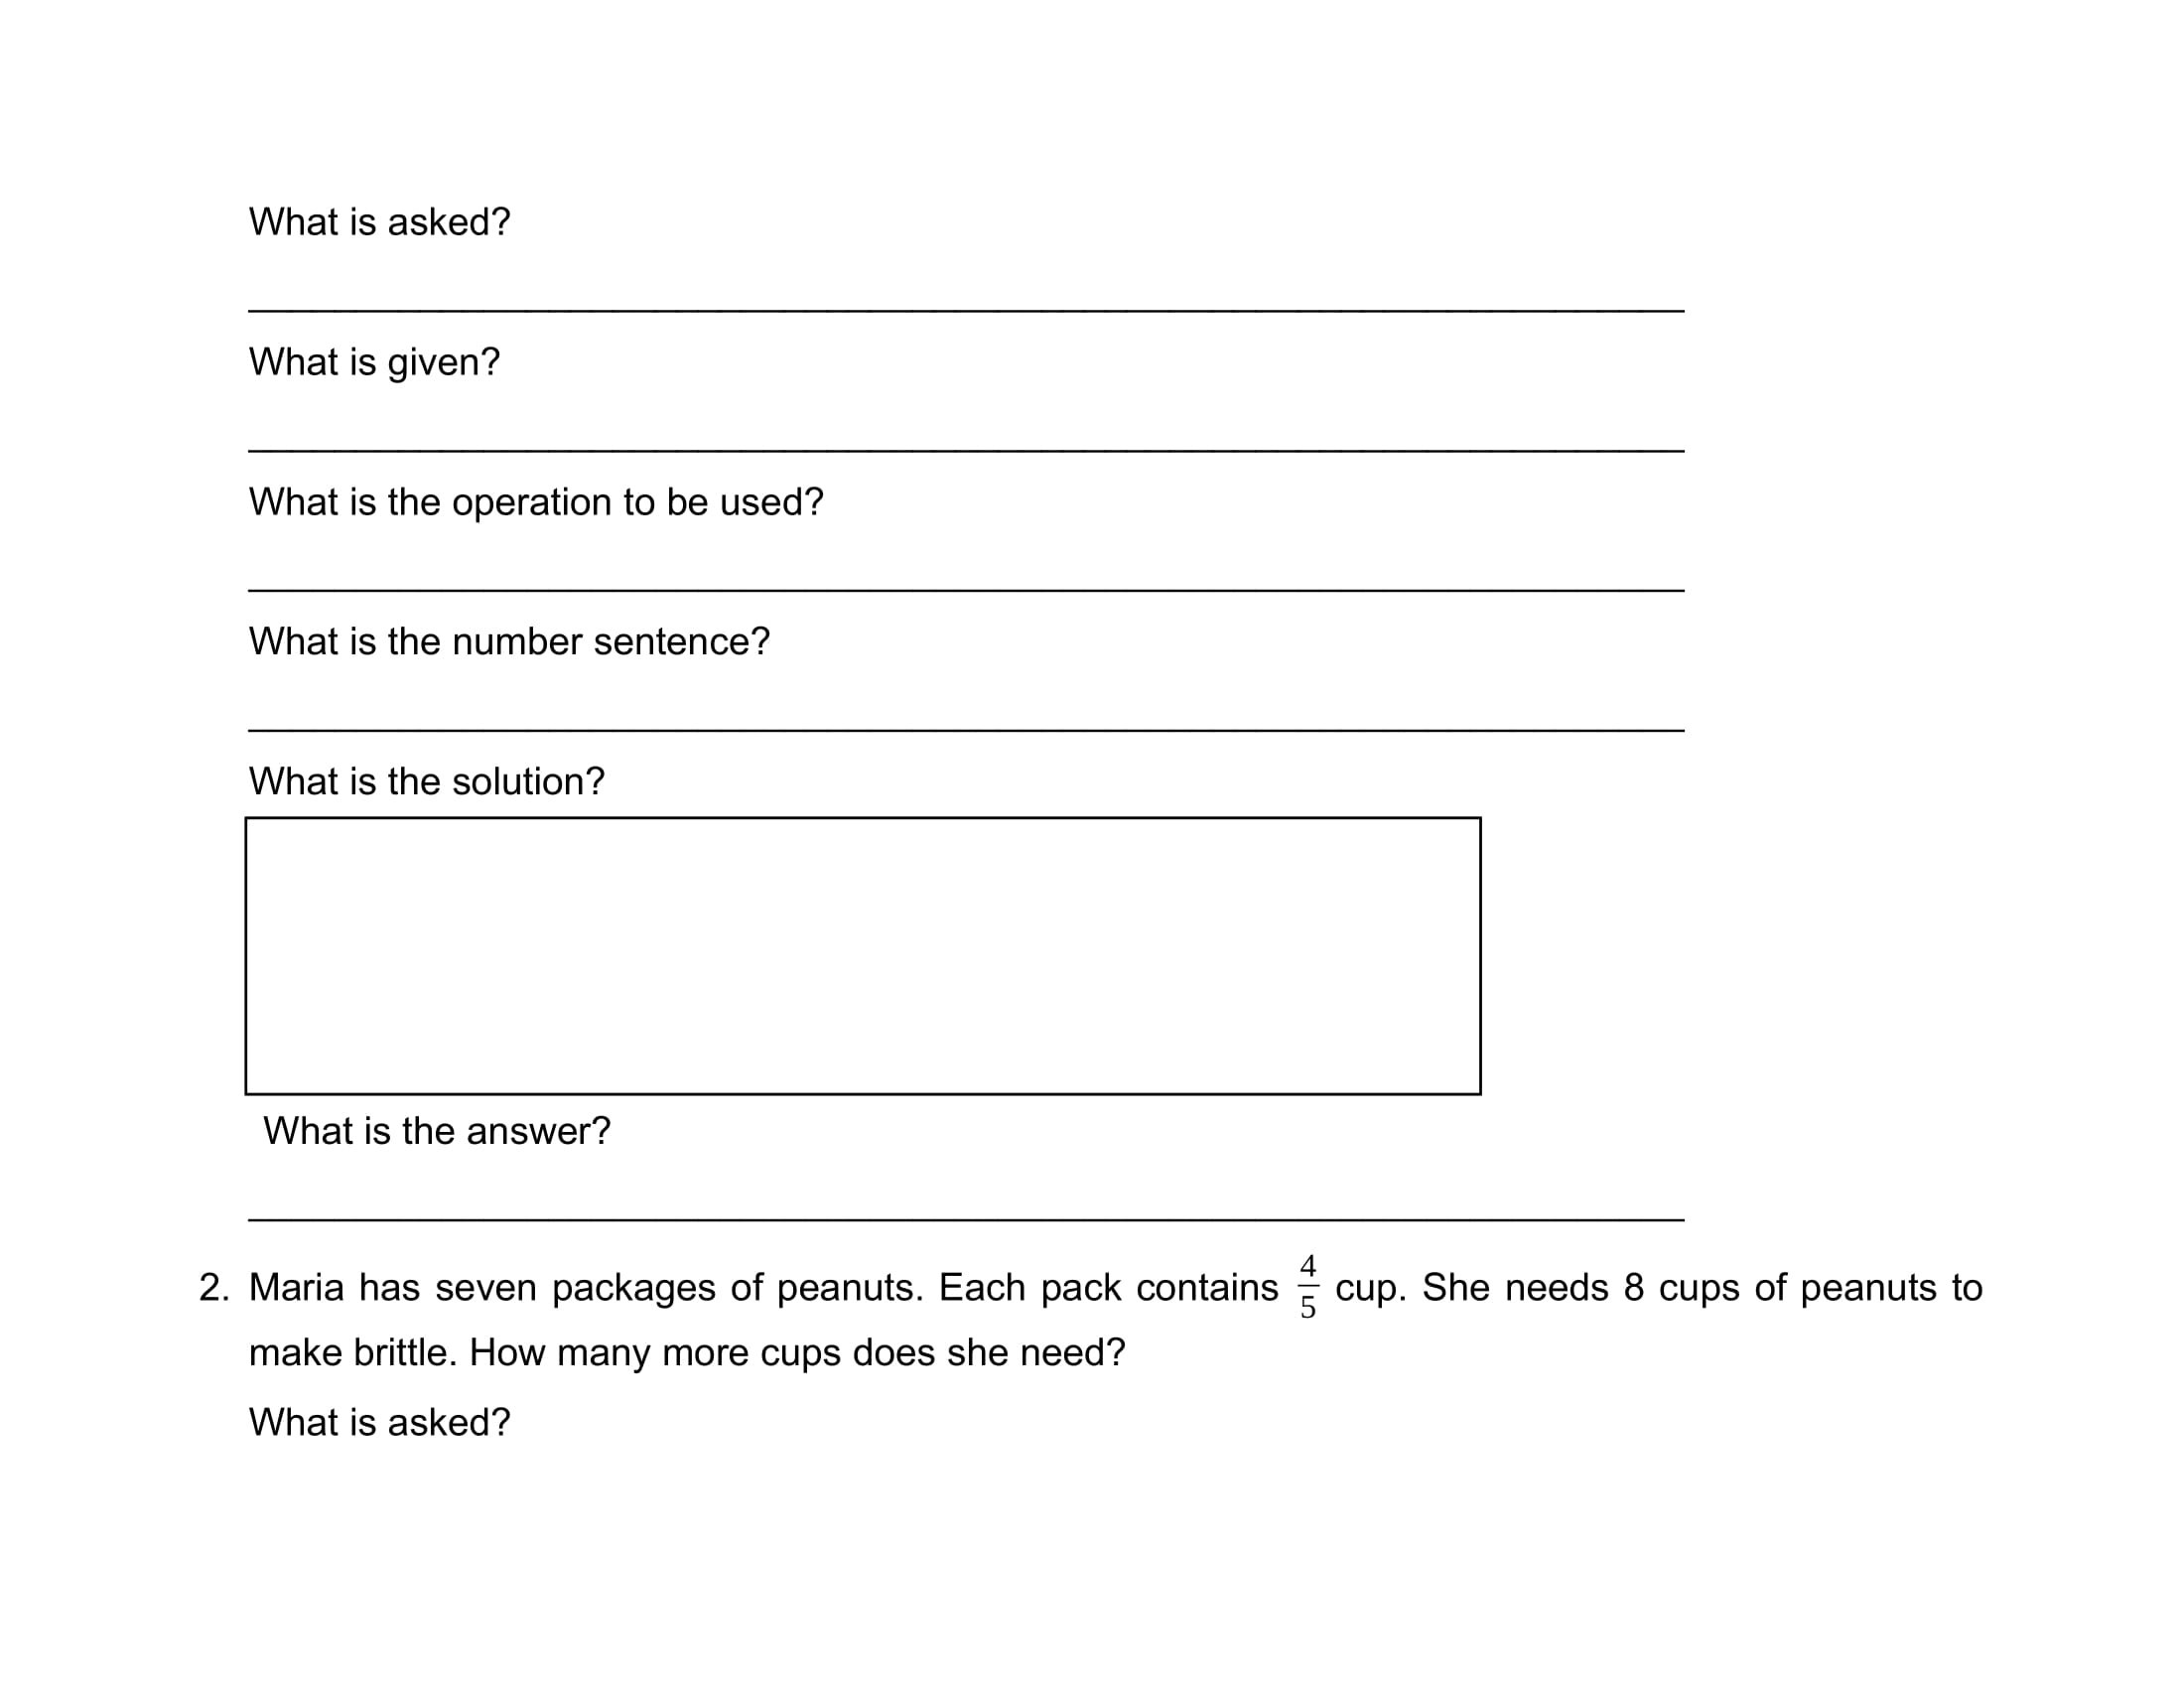 What is asked?
What is given?
What is the operation to be used?
What is the number sentence?
What is the solution?
What is the answer?
2. Maria has seven packages of peanuts. Each pack contains 4/5 cup. She needs 8 cups of peanuts to
make brittle. How many more cups does she need?
What is asked?